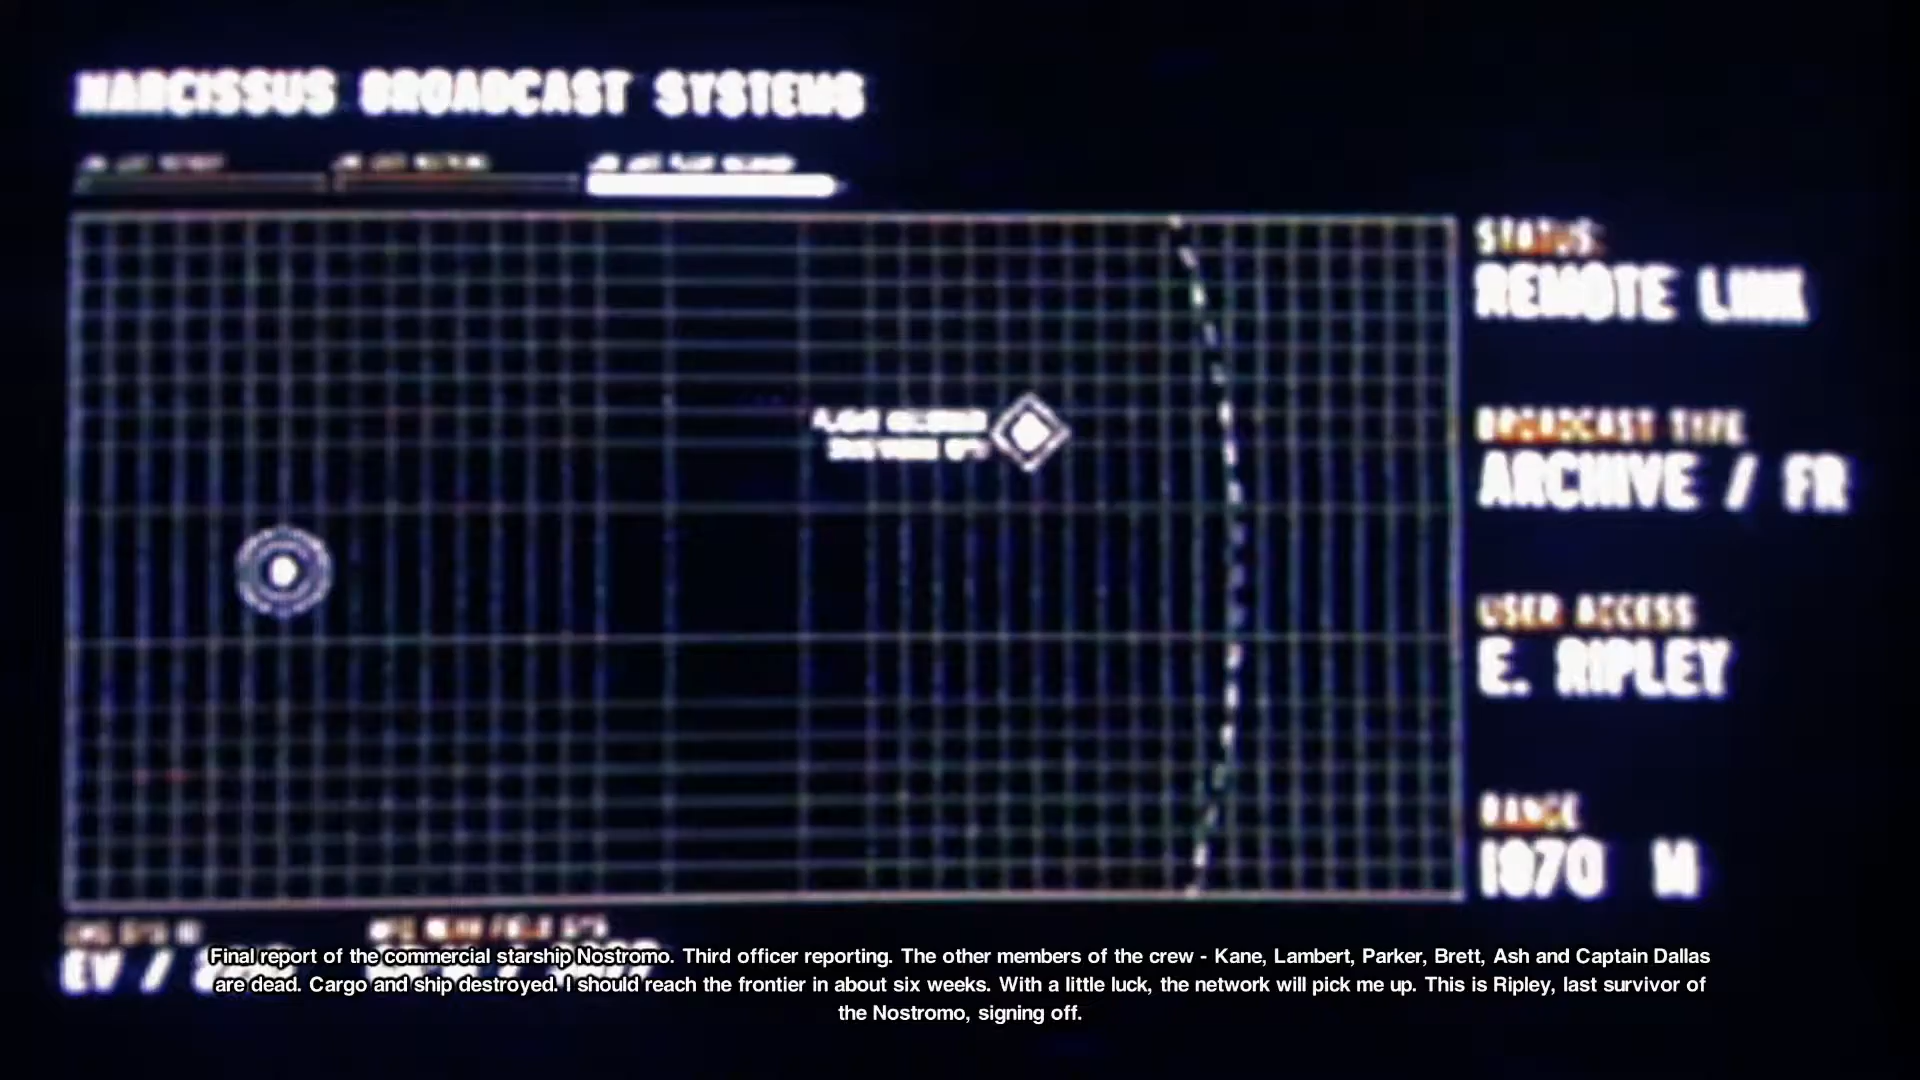 NARCISSUS BROADCAST SYSTEMS
STATUS:
REMOTE LINK
BROADCAST TYPE
ARCHIVE / FR
USER ACCESS
E. RIPLEY
RANGE
1970 M
EV /
Final report of the commercial starship Nostromo. Third officer reporting. The other members of the crew - Kane, Lambert, Parker, Brett, Ash and Captain Dallas
are dead. Cargo and ship destroyed. I should reach the frontier in about six weeks. With a little luck, the network will pick me up. This is Ripley, last survivor of
the Nostromo, signing off.